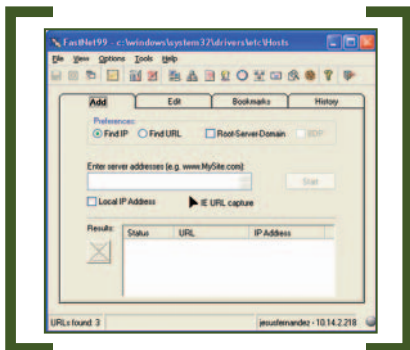 FastNet99 - c:\windows\system32\drivers\etc\Hosts
File View Options Tools Help
Add Edit Bookmarks History
Preferences:
Find IP Find URL Root-Server-Domain
Enter server addresses (e.g. www.MySite.com)
Start
Local IP Address IE URL capture
Results: Status URL IP Address
URLs found: 3 jesusfernandez - 10.14.2.218